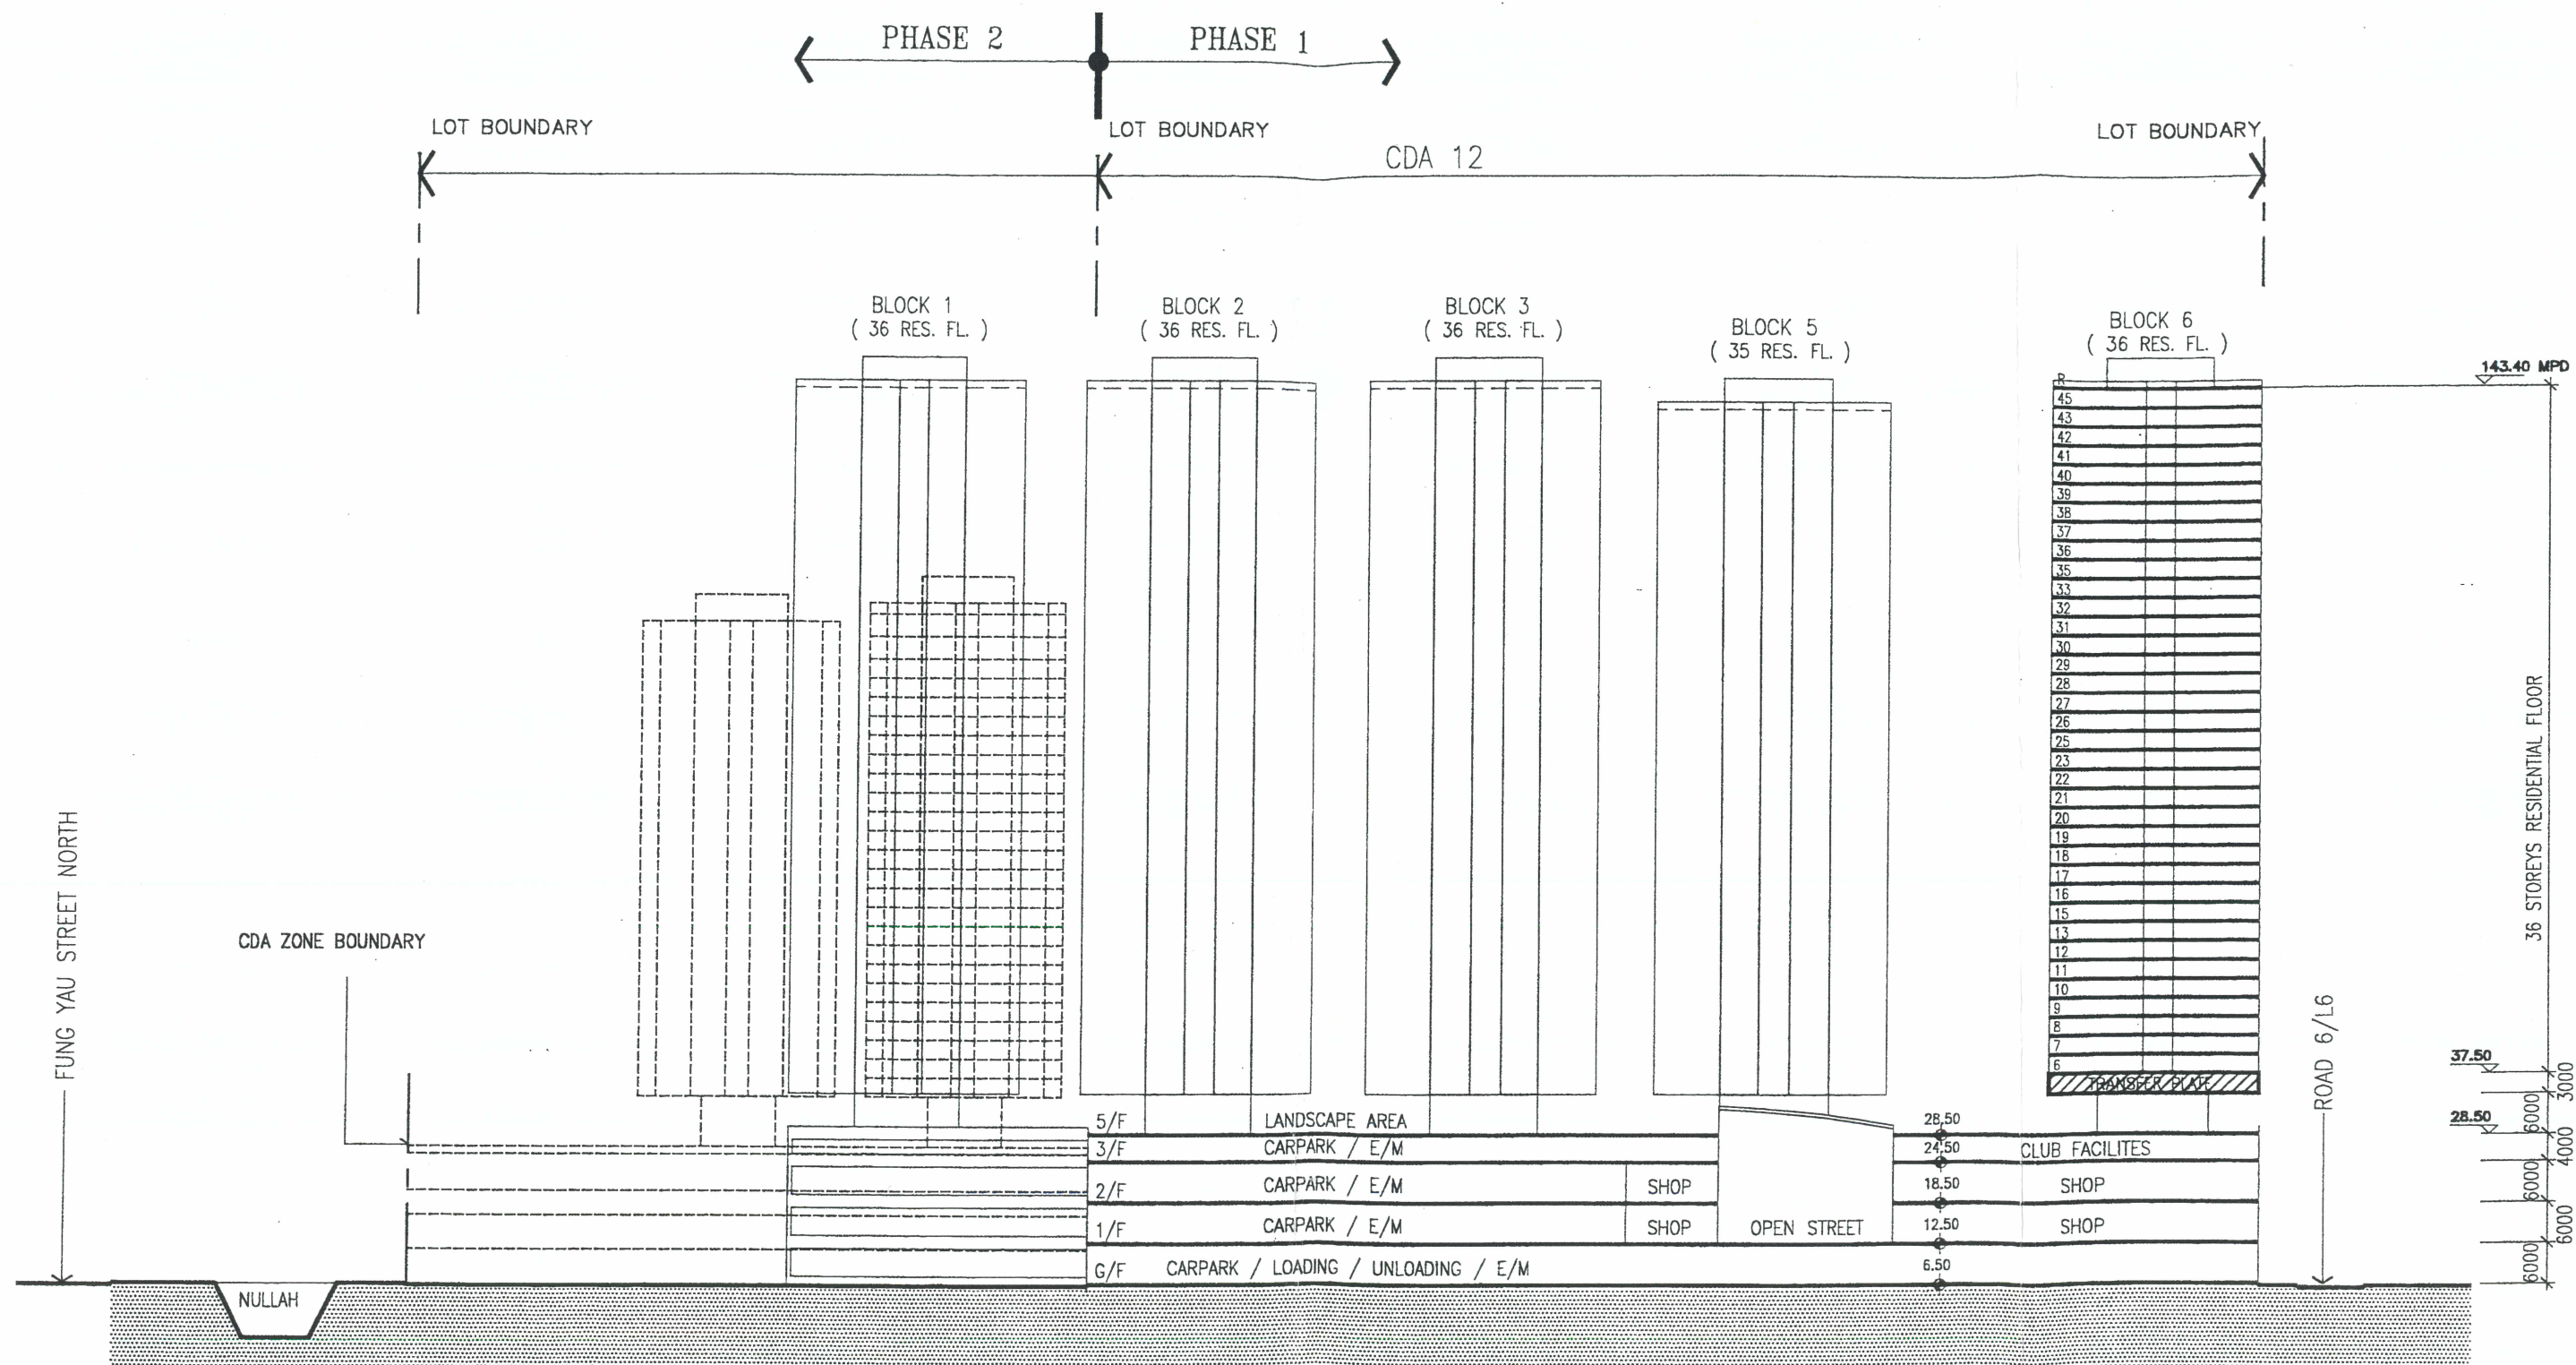 PHASE 2
PHASE 1
LOT BOUNDARY
LOT BOUNDARY
LOT BOUNDARY
CDA 12
BLOCK 1
( 36 RES. FL. )
BLOCK 2
( 36 RES. FL. )
BLOCK 3
( 36 RES. FL. )
BLOCK 5
( 35 RES. FL. )
BLOCK 6
( 36 RES. FL. )
143.40 MPD
R
45
43
42
41
40
39
38
37
36
35
33
32
31
30
29
28
27
26
25
23
22
21
20
19
18
17
16
15
13
12
11
10
9
8
7
6
TRANSFER PLATE
36 STOREYS RESIDENTIAL FLOOR
37.50
3000
6000
28.50
4000
6000
6000
6000
FUNG YAU STREET NORTH
CDA ZONE BOUNDARY
ROAD 6/L6
5/F LANDSCAPE AREA 28.50
3/F CARPARK / E/M 24.50 CLUB FACILITES
2/F CARPARK / E/M SHOP 18.50 SHOP
1/F CARPARK / E/M SHOP OPEN STREET 12.50 SHOP
G/F CARPARK / LOADING / UNLOADING / E/M 6.50
NULLAH